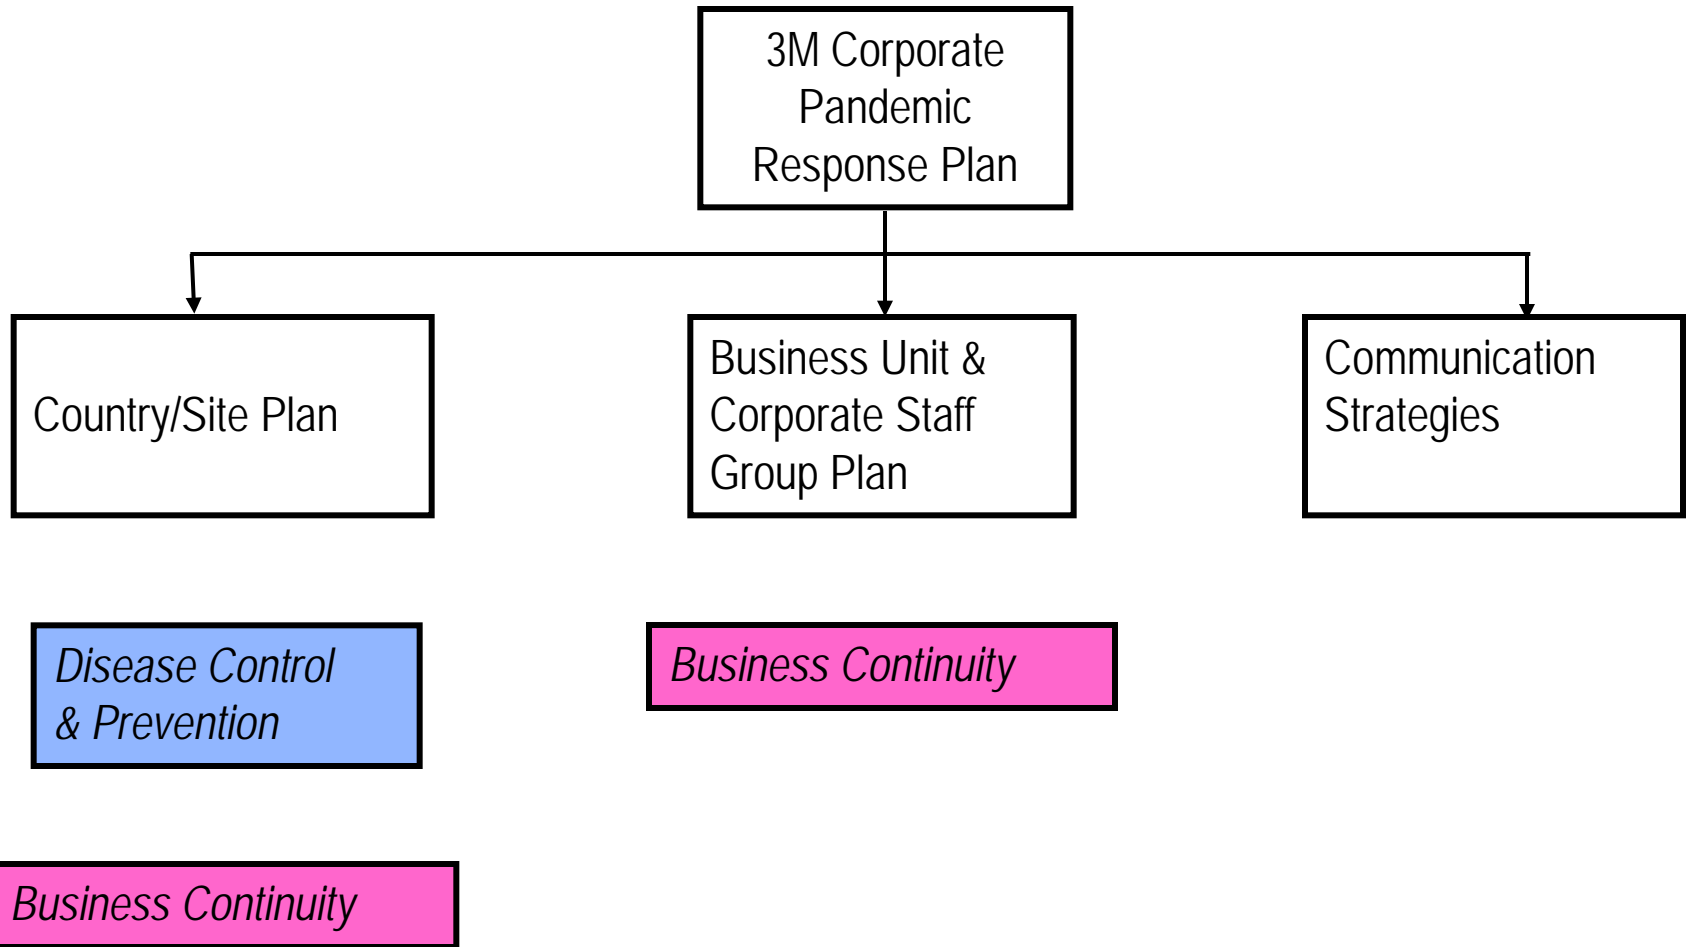 3M Corporate
Pandemic
Response Plan
Country/Site Plan
Business Unit &
Corporate Staff
Group Plan
Communication
Strategies
Disease Control
& Prevention
Business Continuity
Business Continuity